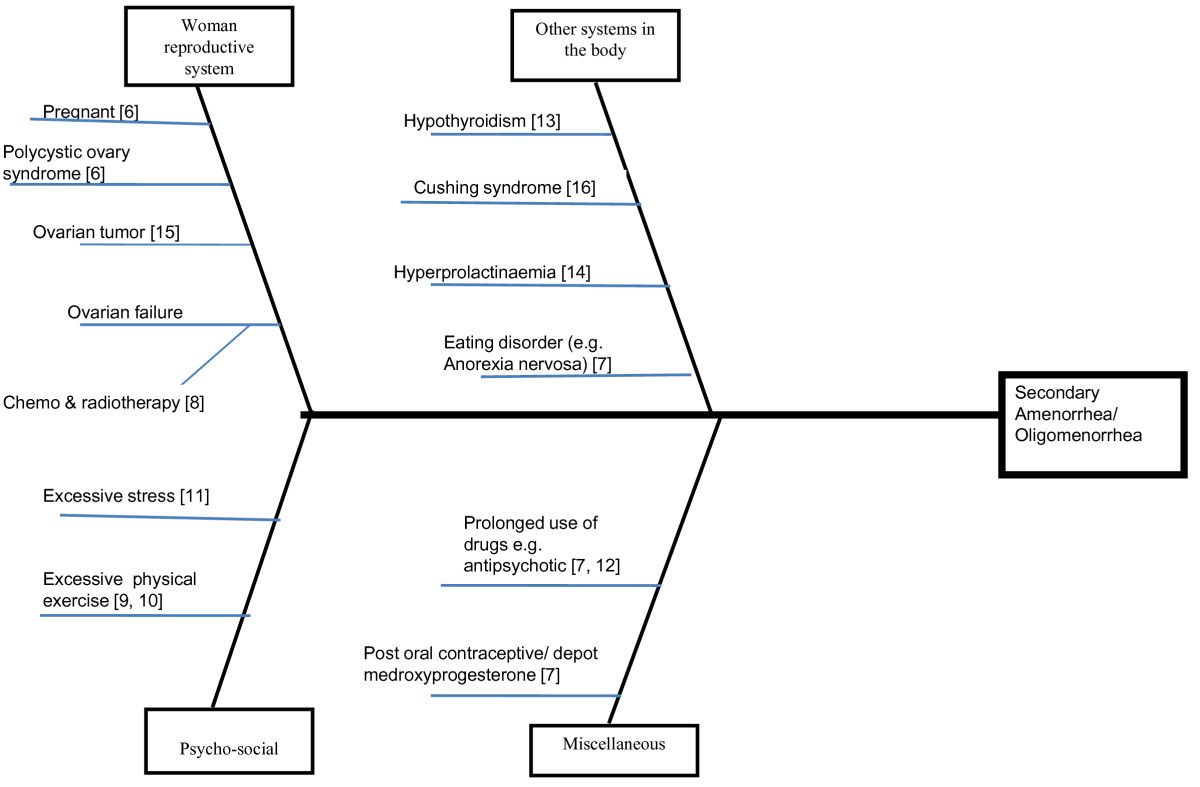 Woman
reproductive
system
Pregnant [6]
Polycystic ovary
syndrome [6]
Ovarian tumor [15]
Ovarian failure
Chemo & radiotherapy [8]
Other systems in
the body
Hypothyroidism [13]
Cushing syndrome [16]
Hyperprolactinaemia [14]
Eating disorder (e.g.
Anorexia nervosa) [7]
Secondary
Amenorrhea/
Oligomenorrhea
Excessive stress [11]
Excessive physical
exercise [9, 10]
Psycho-social
Prolonged use of
drugs e.g.
antipsychotic [7, 12]
Post oral contraceptive/ depot
medroxyprogesterone [7]
Miscellaneous